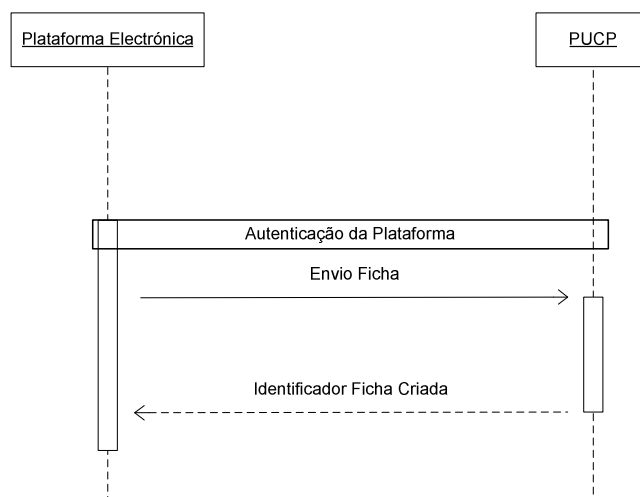 Plataforma Electrónica
PUCP
Autenticação da Plataforma
Envio Ficha
Identificador Ficha Criada